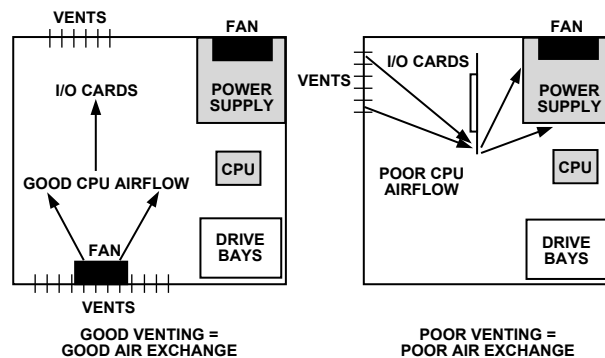 VENTS
FAN
I/O CARDS
POWER
SUPPLY
CPU
GOOD CPU AIRFLOW
FAN
DRIVE
BAYS
VENTS
GOOD VENTING =
GOOD AIR EXCHANGE
FAN
VENTS
I/O CARDS
POWER
SUPPLY
CPU
POOR CPU
AIRFLOW
DRIVE
BAYS
POOR VENTING =
POOR AIR EXCHANGE